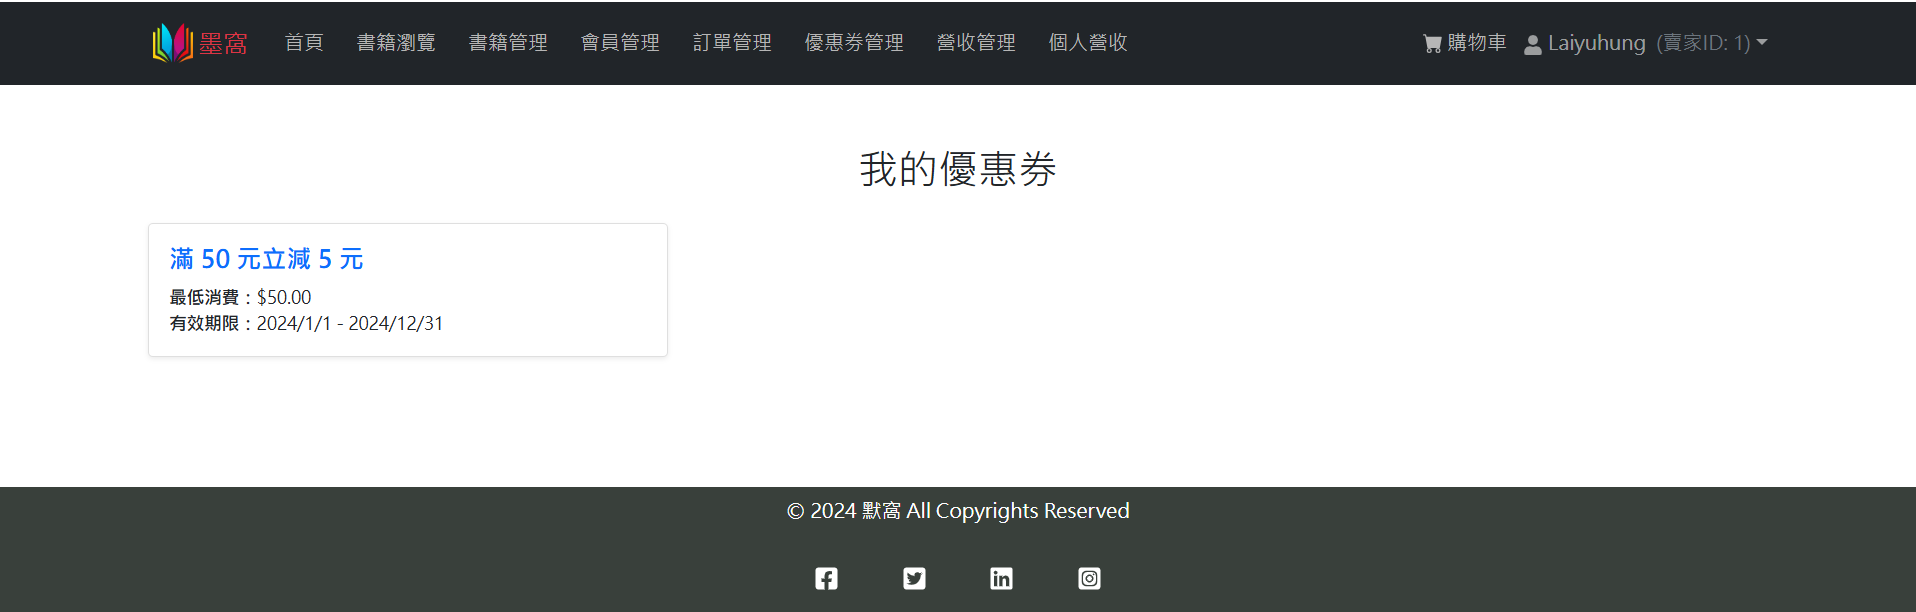 墨窩 首頁 書籍瀏覽 書籍管理 會員管理 訂單管理 優惠券管理 營收管理 個人營收 購物車 Laiyuhung (賣家ID: 1)
我的優惠券
滿 50 元立減 5 元
最低消費：$50.00
有效期限：2024/1/1 - 2024/12/31
© 2024 默窩 All Copyrights Reserved